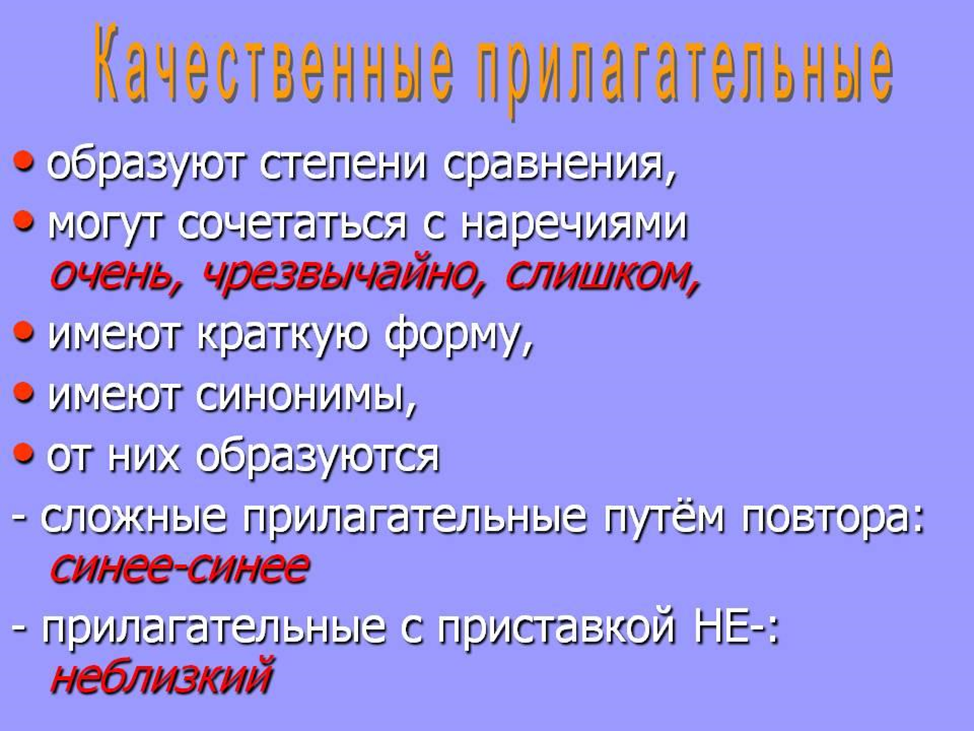 Качественные прилагательные
• образуют степени сравнения,
• могут сочетаться с наречиями
очень, чрезвычайно, слишком,
• имеют краткую форму,
• имеют синонимы,
• от них образуются
- сложные прилагательные путём повтора:
синее-синее
- прилагательные с приставкой НЕ-:
неблизкий